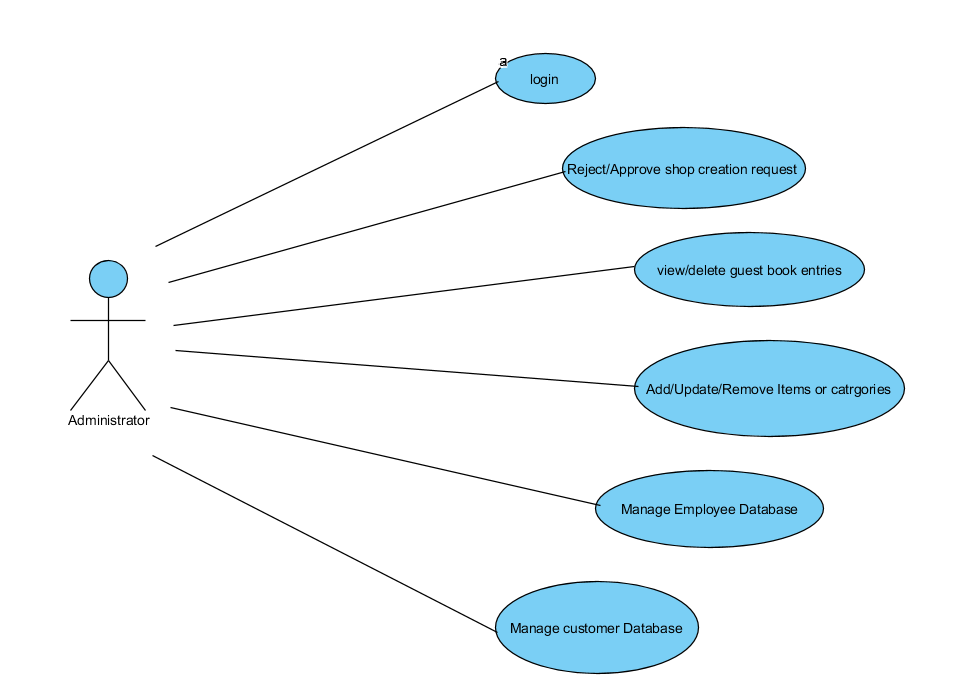 a
login
Reject/Approve shop creation request
view/delete guest book entries
Add/Update/Remove Items or catrgories
Administrator
Manage Employee Database
Manage customer Database